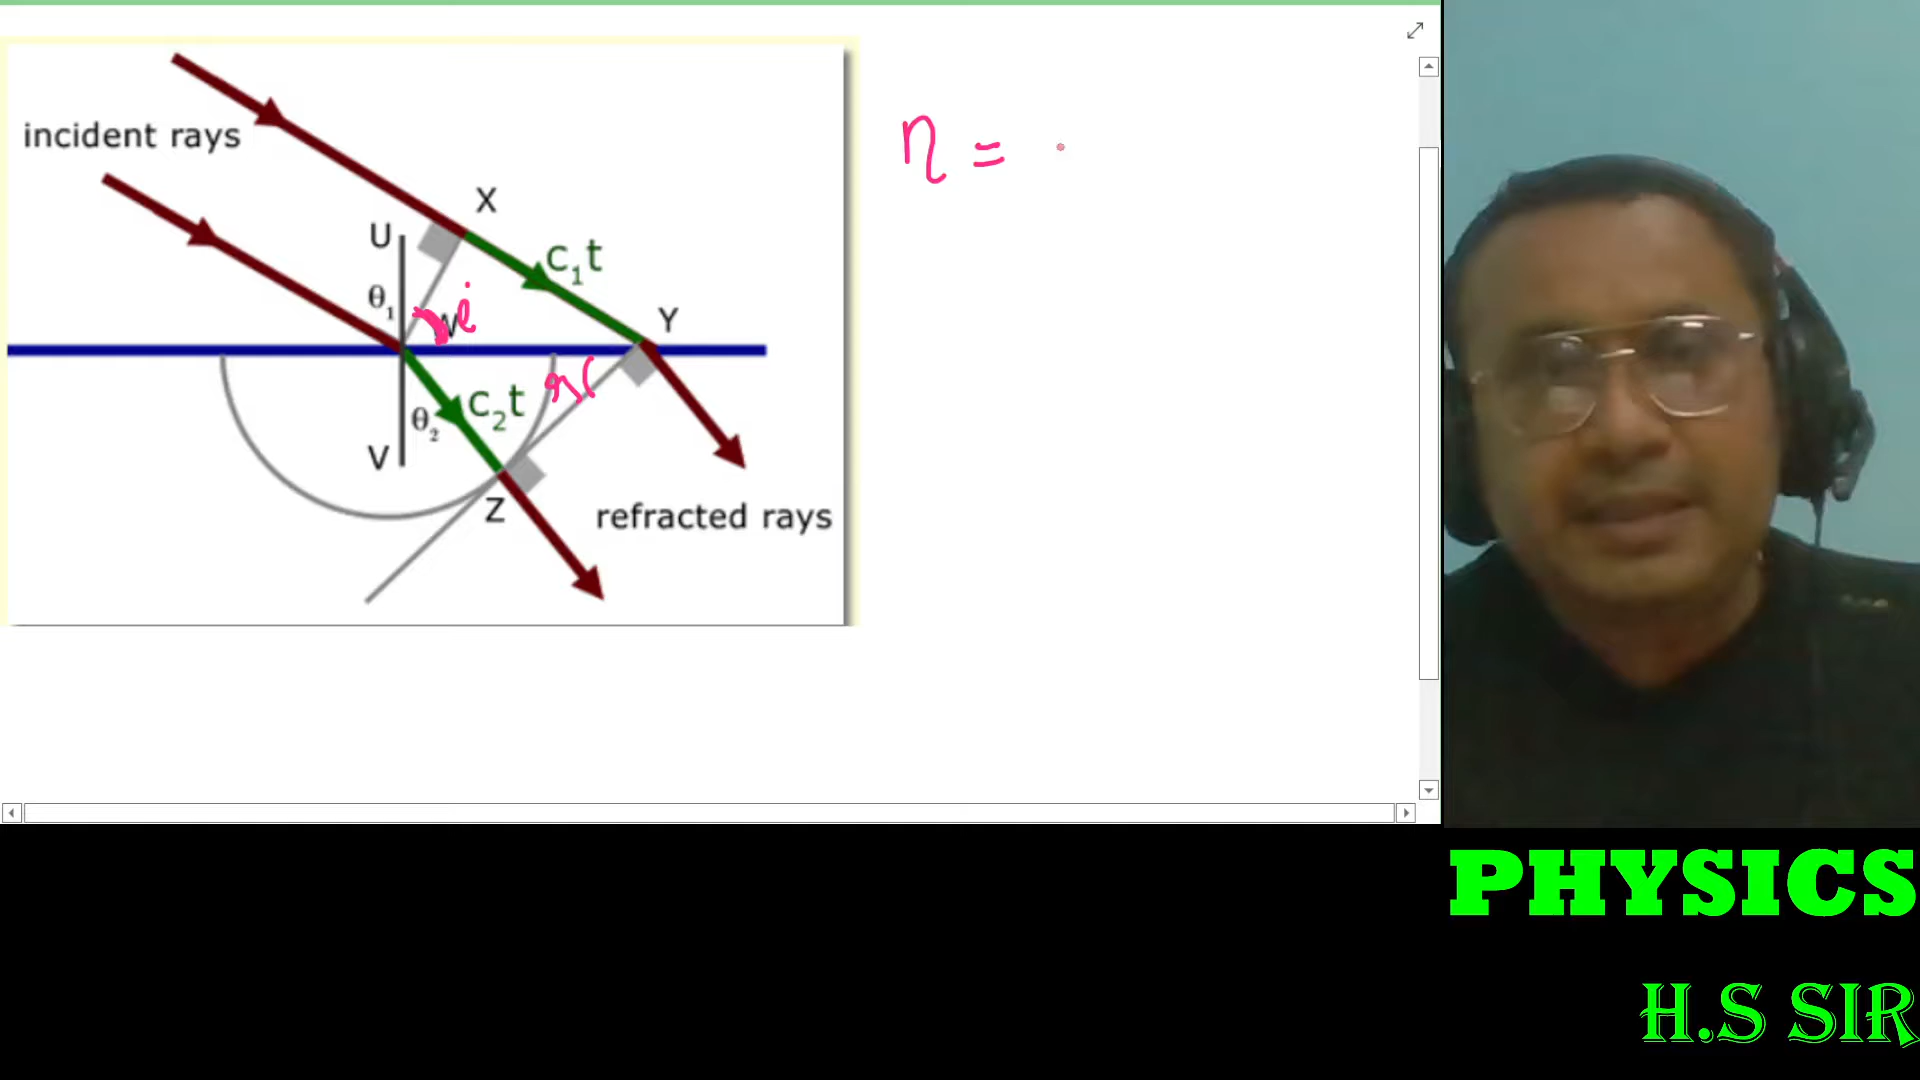 incident rays
X
U
c₁t
θ₁
i
W
Y
r
c₂t
θ₂
V
Z
refracted rays
η =
PHYSICS
H.S SIR